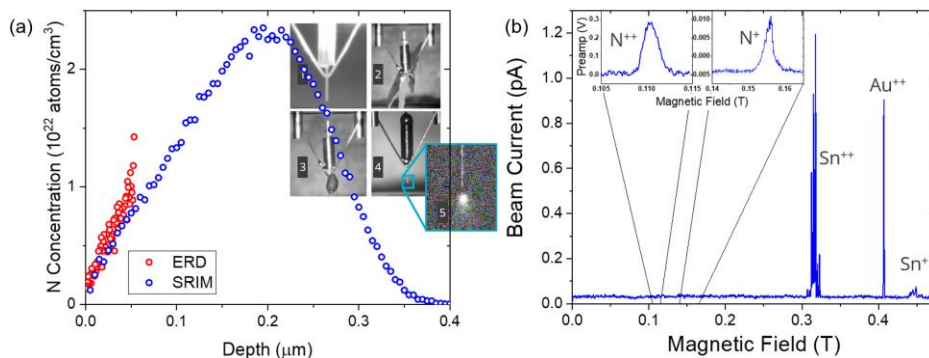 (a)
N Concentration (10²² atoms/cm3)
2
1
0
0.0
0.1
0.2
0.3
0.4
Depth (μm)
ERD
SRIM
1
2
3
4
5
(b)
Beam Current (pA)
1.2
1.0
0.8
0.6
0.4
0.2
0.0
0.0
0.1
0.2
0.3
0.4
Magnetic Field (T)
Preamp (V)
0.3
0.2
0.1
0.0
0.105
0.110
0.115
N⁺⁺
0.010
0.005
0.000
0.005
0.14
0.15
0.16
N⁺
Magnetic Field (T)
Sn⁺⁺
Au⁺⁺
Sn⁺